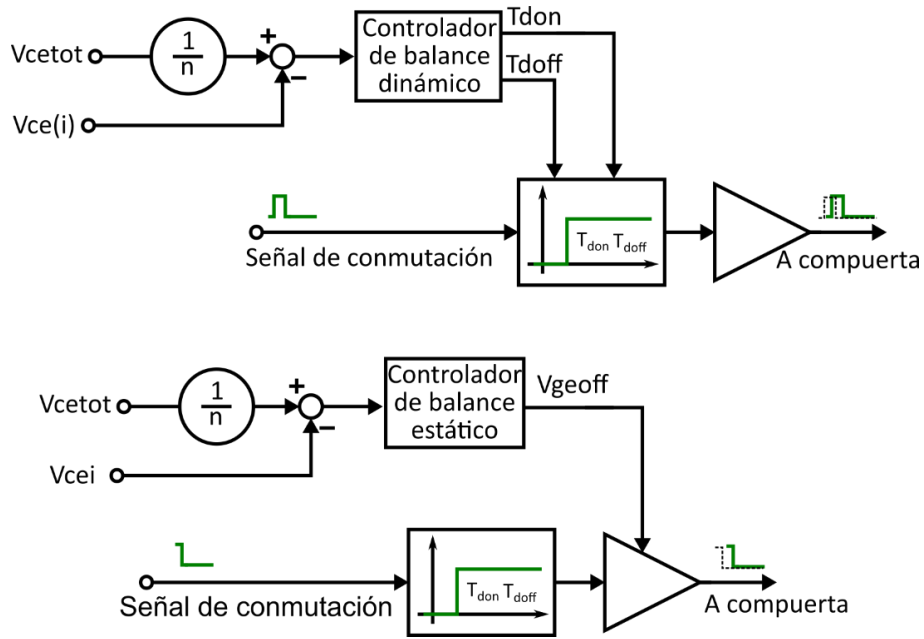 Vcetot
1
n
+
−
Controlador
de balance
dinámico
Tdon
Tdoff
Vce(i)
Señal de conmutación
Tdon Tdoff
A compuerta
Vcetot
1
n
+
−
Controlador
de balance
estático
Vgeoff
Vcei
Señal de conmutación
Tdon Tdoff
A compuerta